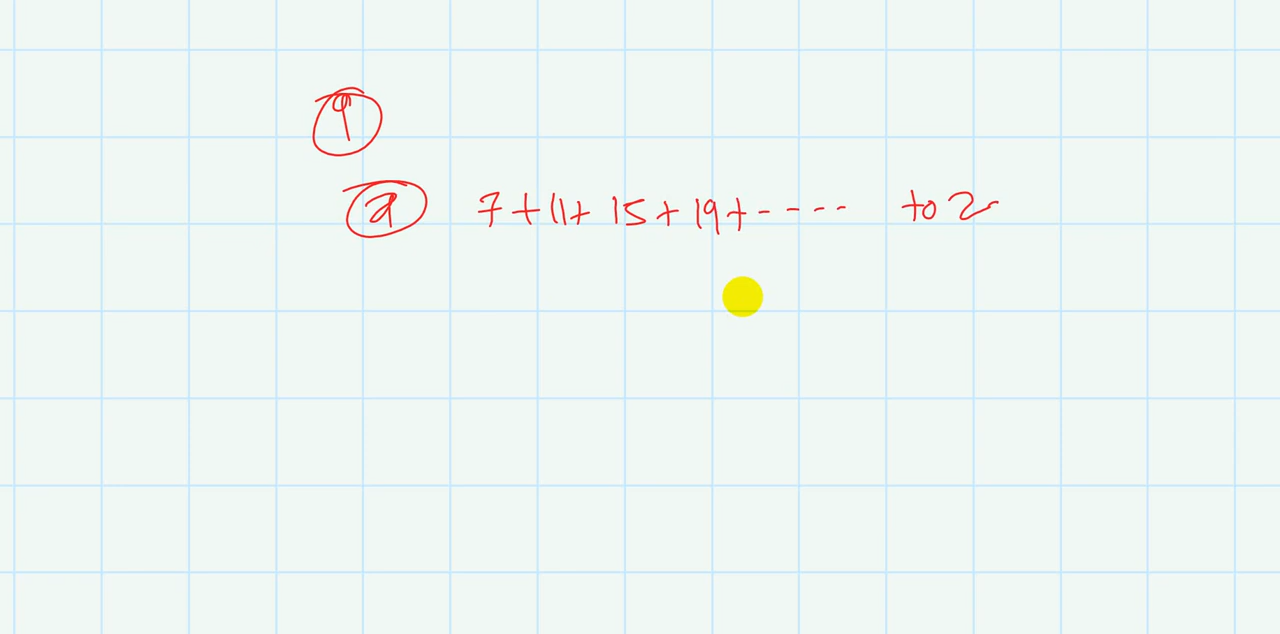 9
a 7 + 11 + 15 + 19 + - - - - to 2